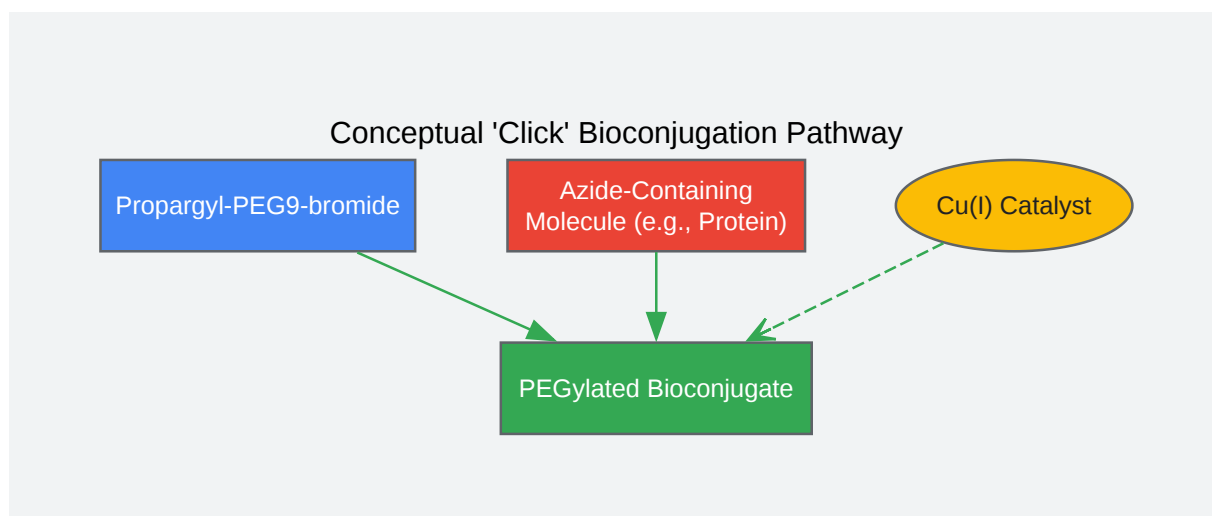 Conceptual 'Click' Bioconjugation Pathway
Propargyl-PEG9-bromide
Azide-Containing
Molecule (e.g., Protein)
Cu(I) Catalyst
PEGylated Bioconjugate